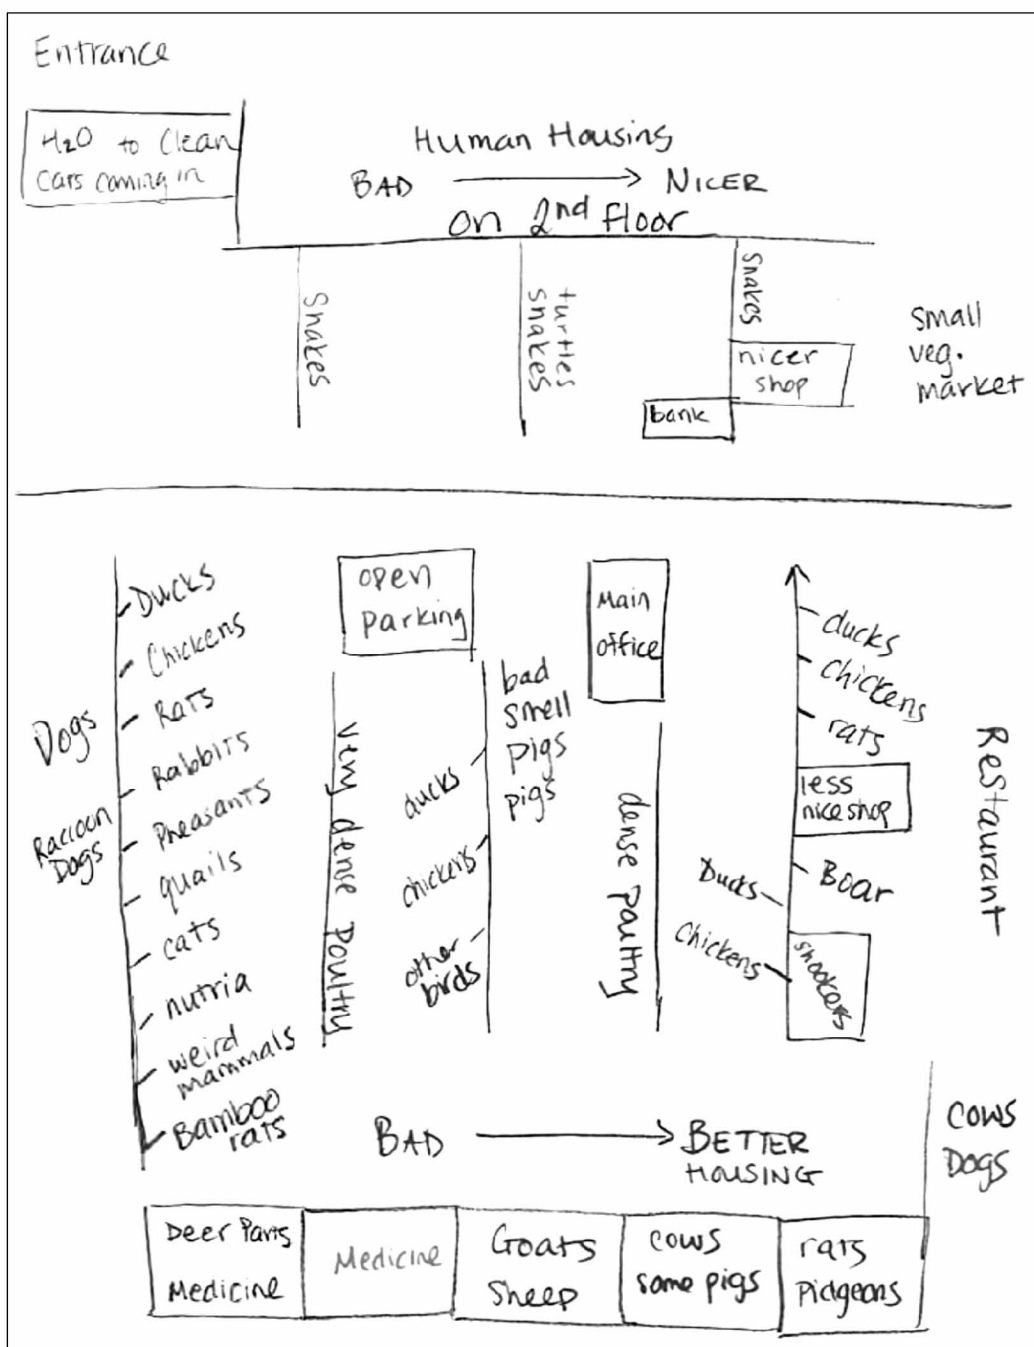 Entrance
H₂O to Clean
Cars coming in
Human Housing
BAD → NICER
on 2nd floor
Snakes
turtles
snakes
Snakes
nicer
shop
bank
small
veg.
market
Dogs
Raccoon
Dogs
Ducks
Chickens
Rats
Rabbits
Pheasants
quails
cats
nutria
weird
mammals
Bamboo
rats
open
Parking
very dense Poultry
bad
smell
pigs
pigs
ducks
chickens
other
birds
Main
office
dense Poultry
ducks
chickens
rats
less
nice shop
Boar
Ducks
Chickens
Restaurant
BAD → BETTER
HOUSING
COWS
DOGS
Deer Parts
Medicine
Medicine
Goats
Sheep
cows
some pigs
rats
Pidgeons